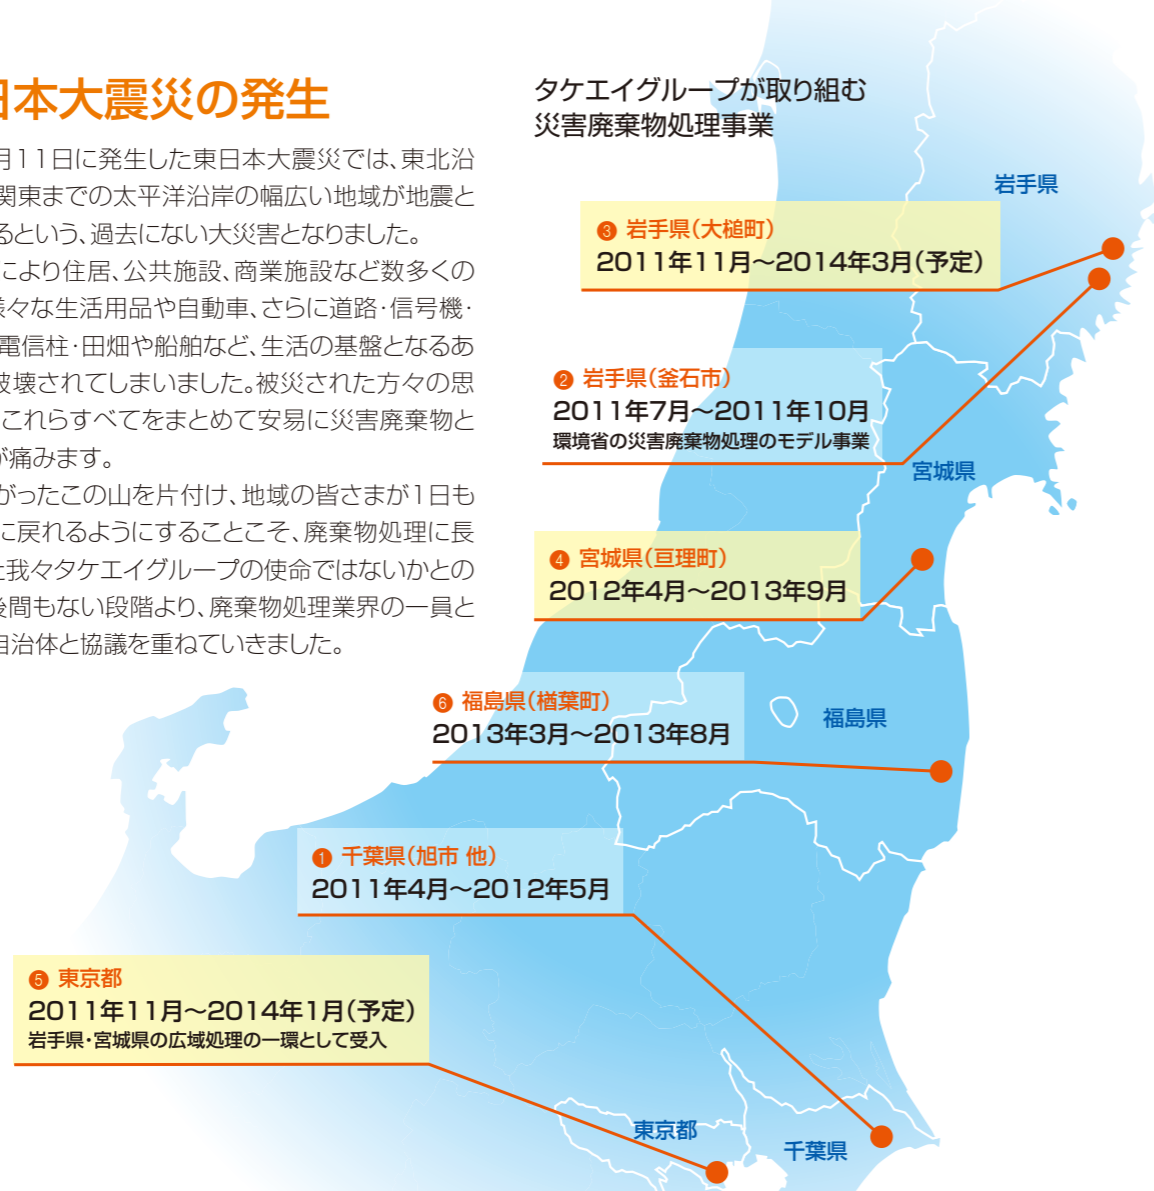 日本大震災の発生
月11日に発生した東日本大震災では、東北沿
関東までの太平洋沿岸の幅広い地域が地震と
るという、過去にない大災害となりました。
により住居、公共施設、商業施設など数多くの
様々な生活用品や自動車、さらに道路・信号機・
電信柱・田畑や船舶など、生活の基盤となるあ
破壊されてしまいました。被災された方々の思
これらすべてをまとめて安易に災害廃棄物と
が痛みます。
がったこの山を片付け、地域の皆さまが1日も
に戻れるようにすることこそ、廃棄物処理に長
た我々タケエイグループの使命ではないかとの
後間もない段階より、廃棄物処理業界の一員と
自治体と協議を重ねていきました。
タケエイグループが取り組む
災害廃棄物処理事業
岩手県
❸ 岩手県(大槌町)
2011年11月〜2014年3月(予定)
❷ 岩手県(釜石市)
2011年7月〜2011年10月
環境省の災害廃棄物処理のモデル事業
宮城県
❹ 宮城県(亘理町)
2012年4月〜2013年9月
❻ 福島県(楢葉町)
2013年3月〜2013年8月
福島県
❶ 千葉県(旭市 他)
2011年4月〜2012年5月
❺ 東京都
2011年11月〜2014年1月(予定)
岩手県・宮城県の広域処理の一環として受入
東京都
千葉県